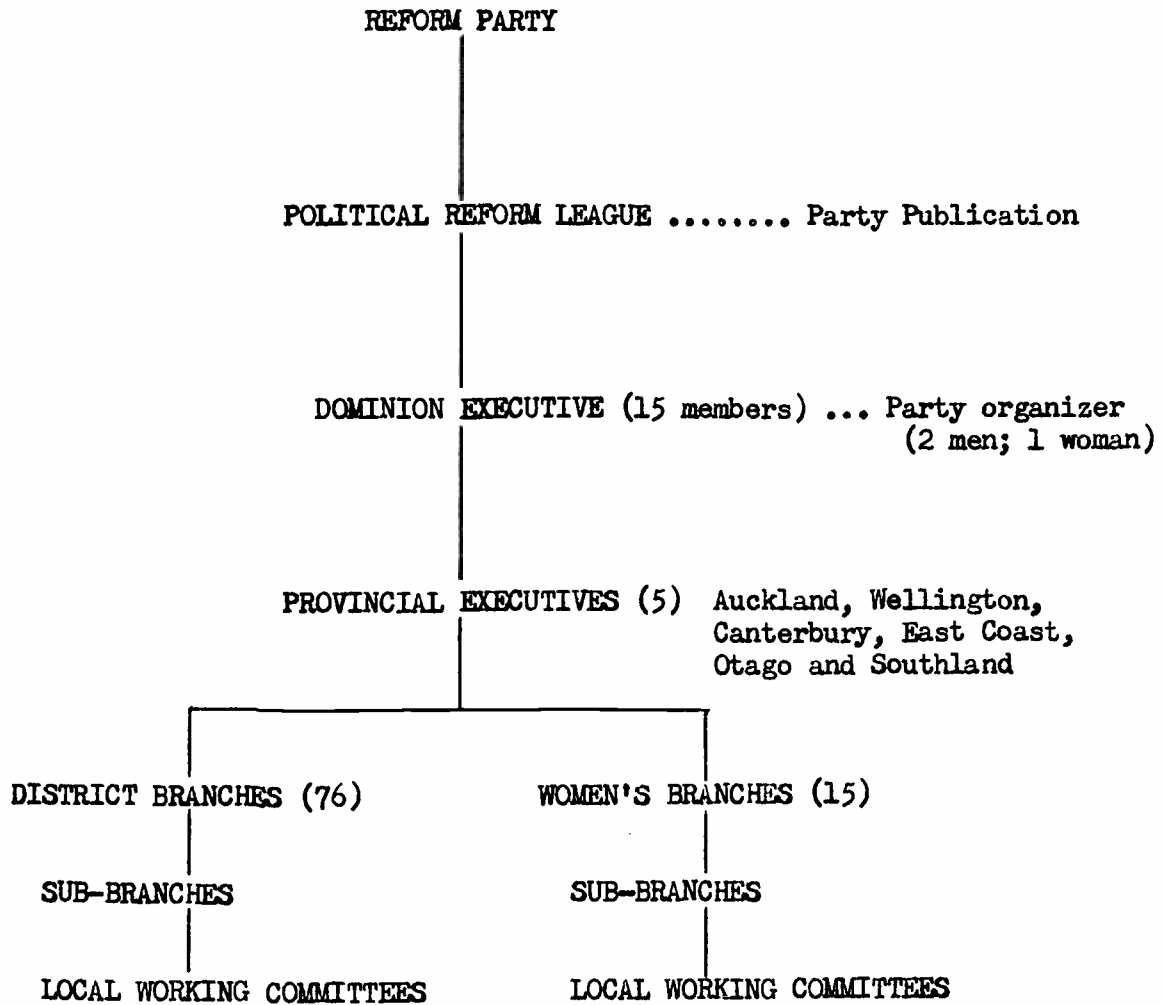 REFORM PARTY
POLITICAL REFORM LEAGUE ........ Party Publication
DOMINION EXECUTIVE (15 members) ... Party organizer
(2 men; 1 woman)
PROVINCIAL EXECUTIVES (5) Auckland, Wellington,
Canterbury, East Coast,
Otago and Southland
DISTRICT BRANCHES (76) WOMEN'S BRANCHES (15)
SUB-BRANCHES SUB-BRANCHES
LOCAL WORKING COMMITTEES LOCAL WORKING COMMITTEES